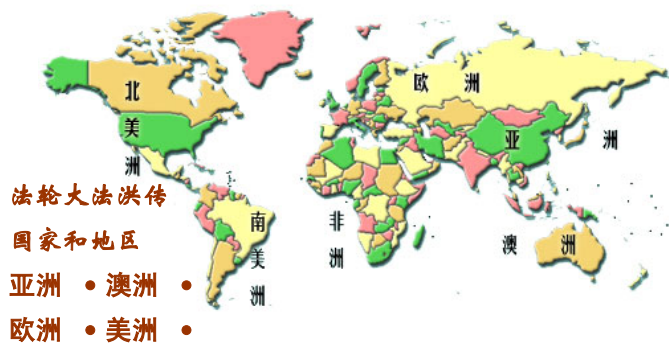 北美洲
欧洲
亚洲
南美洲
非洲
澳洲
法轮大法洪传
国家和地区
亚洲 • 澳洲 •
欧洲 • 美洲 •